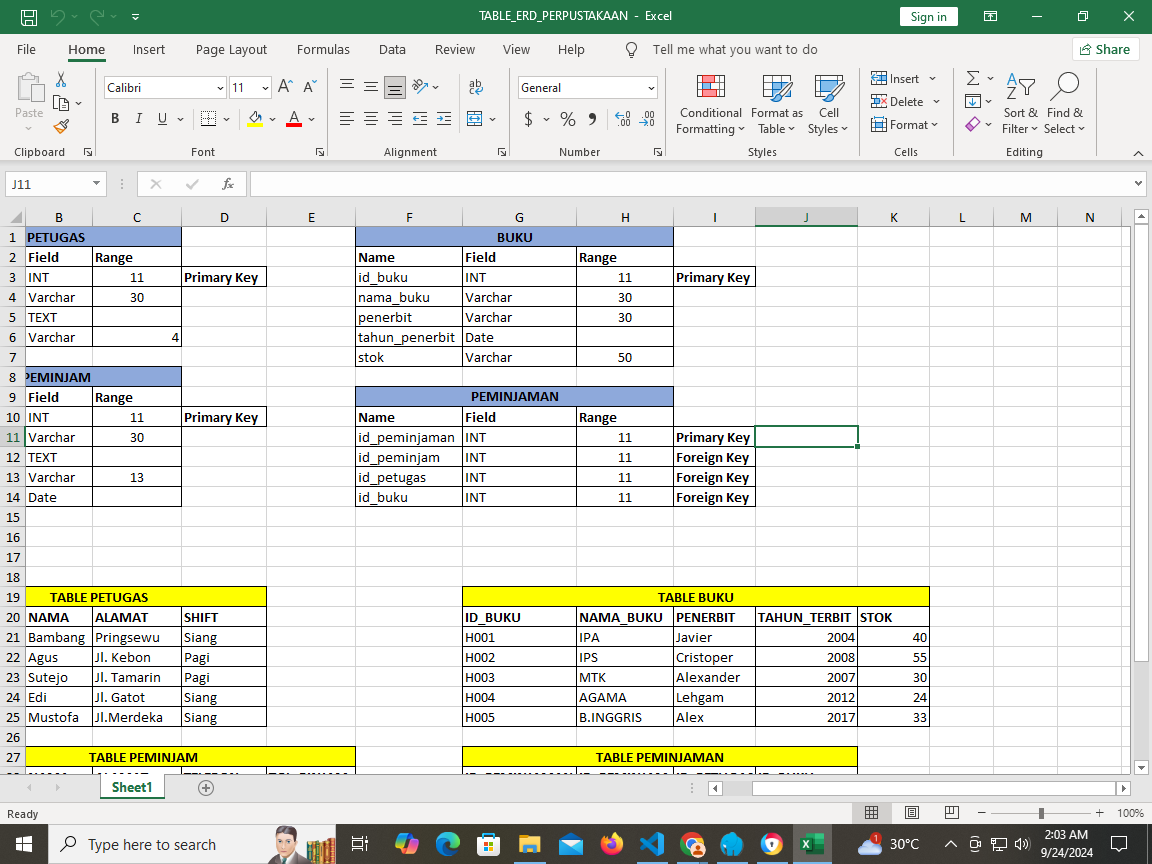 TABLE_ERD_PERPUSTAKAAN - Excel
Sign in
File Home Insert Page Layout Formulas Data Review View Help Tell me what you want to do Share
Paste
Calibri 11
B I U
General
$ % ,
Conditional Formatting
Format as Table
Cell Styles
Insert
Delete
Format
Sort & Filter
Find & Select
Clipboard Font Alignment Number Styles Cells Editing
J11 fx
B C D E F G H I J K L M N
1 PETUGAS BUKU
2 Field Range Name Field Range
3 INT 11 Primary Key id_buku INT 11 Primary Key
4 Varchar 30 nama_buku Varchar 30
5 TEXT penerbit Varchar 30
6 Varchar 4 tahun_penerbit Date
7 stok Varchar 50
8 PEMINJAM
9 Field Range PEMINJAMAN
10 INT 11 Primary Key Name Field Range
11 Varchar 30 id_peminjaman INT 11 Primary Key
12 TEXT id_peminjam INT 11 Foreign Key
13 Varchar 13 id_petugas INT 11 Foreign Key
14 Date id_buku INT 11 Foreign Key
15
16
17
18
19 TABLE PETUGAS TABLE BUKU
20 NAMA ALAMAT SHIFT ID_BUKU NAMA_BUKU PENERBIT TAHUN_TERBIT STOK
21 Bambang Pringsewu Siang H001 IPA Javier 2004 40
22 Agus Jl. Kebon Pagi H002 IPS Cristoper 2008 55
23 Sutejo Jl. Tamarin Pagi H003 MTK Alexander 2007 30
24 Edi Jl. Gatot Siang H004 AGAMA Lehgam 2012 24
25 Mustofa Jl.Merdeka Siang H005 B.INGGRIS Alex 2017 33
26
27 TABLE PEMINJAM TABLE PEMINJAMAN
Sheet1
Ready 100%
Type here to search
1 30°C
2:03 AM
9/24/2024